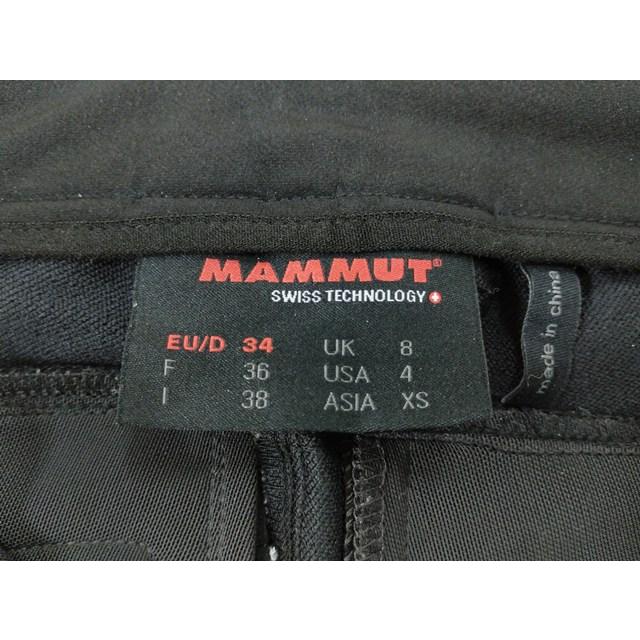 MAMMUT®
SWISS TECHNOLOGY
EU/D 34 UK 8
F 36 USA 4
I 38 ASIA XS
made in china